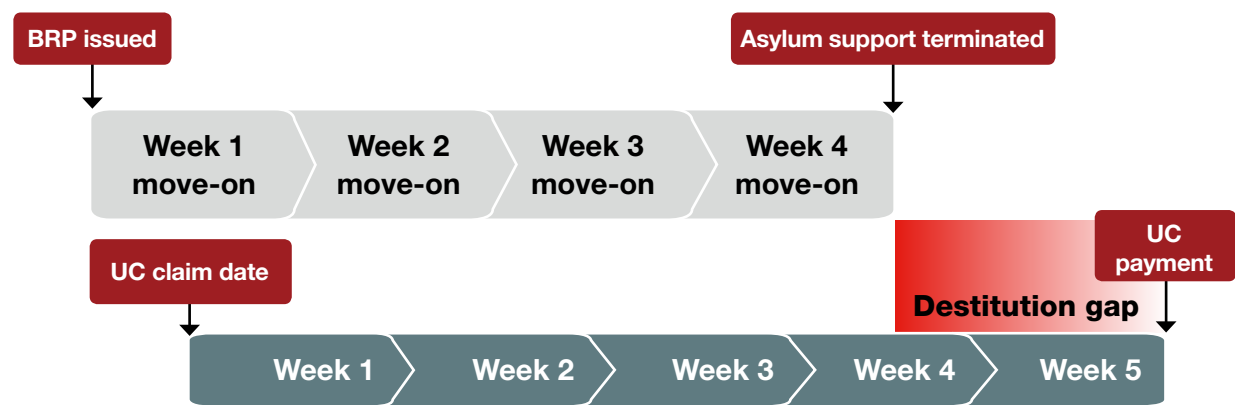 BRP issued
Asylum support terminated
Week 1
move-on
Week 2
move-on
Week 3
move-on
Week 4
move-on
UC claim date
UC
payment
Destitution gap
Week 1
Week 2
Week 3
Week 4
Week 5